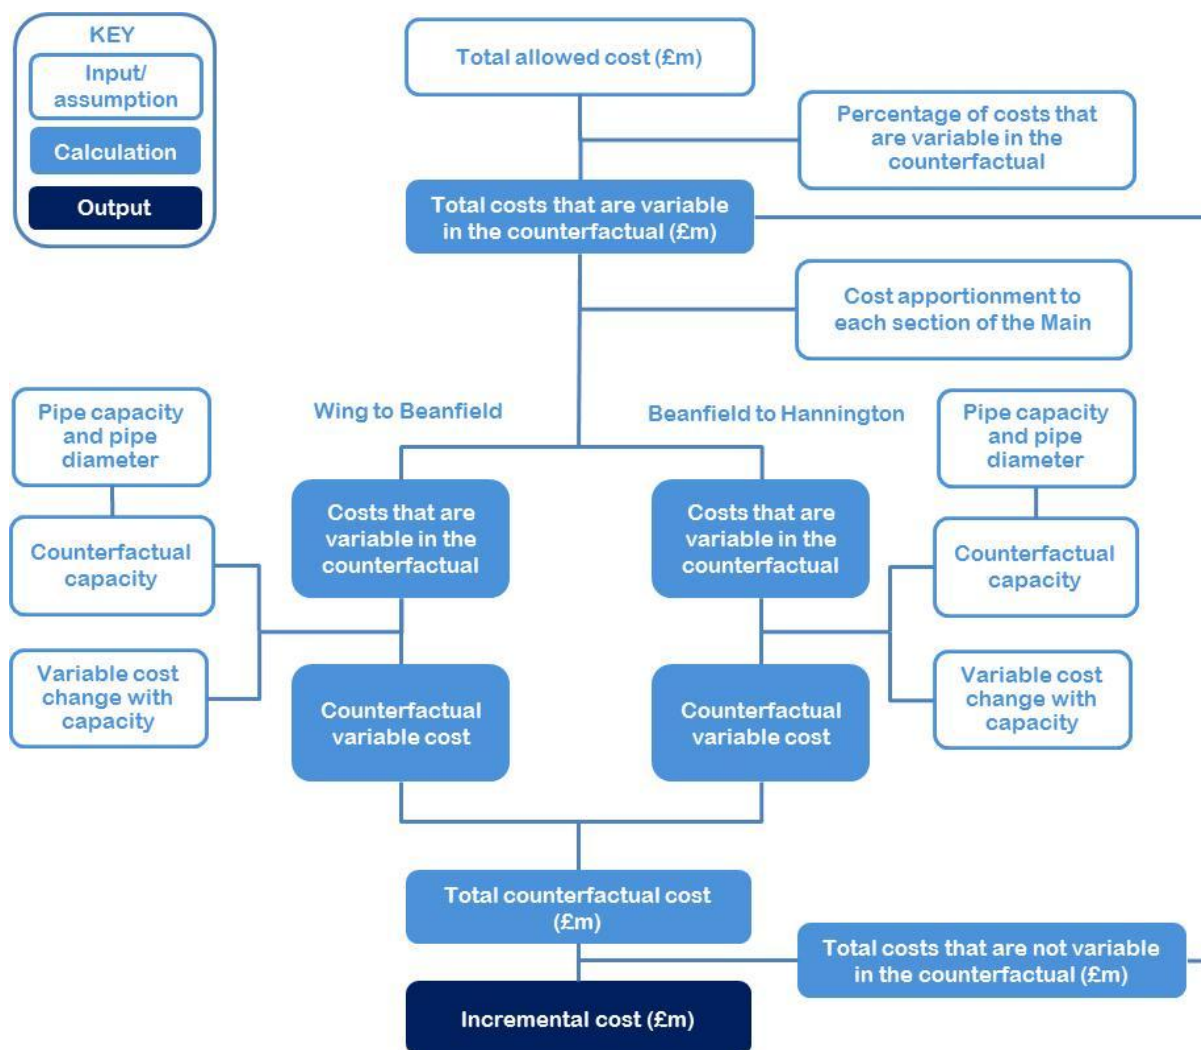 KEY
Input/
assumption
Calculation
Output
Total allowed cost (£m)
Percentage of costs that
are variable in the
counterfactual
Total costs that are variable
in the counterfactual (£m)
Cost apportionment to
each section of the Main
Wing to Beanfield
Beanfield to Hannington
Pipe capacity
and pipe
diameter
Pipe capacity
and pipe
diameter
Costs that are
variable in the
counterfactual
Costs that are
variable in the
counterfactual
Counterfactual
capacity
Counterfactual
capacity
Variable cost
change with
capacity
Counterfactual
variable cost
Counterfactual
variable cost
Variable cost
change with
capacity
Total counterfactual cost
(£m)
Total costs that are not variable
in the counterfactual (£m)
Incremental cost (£m)